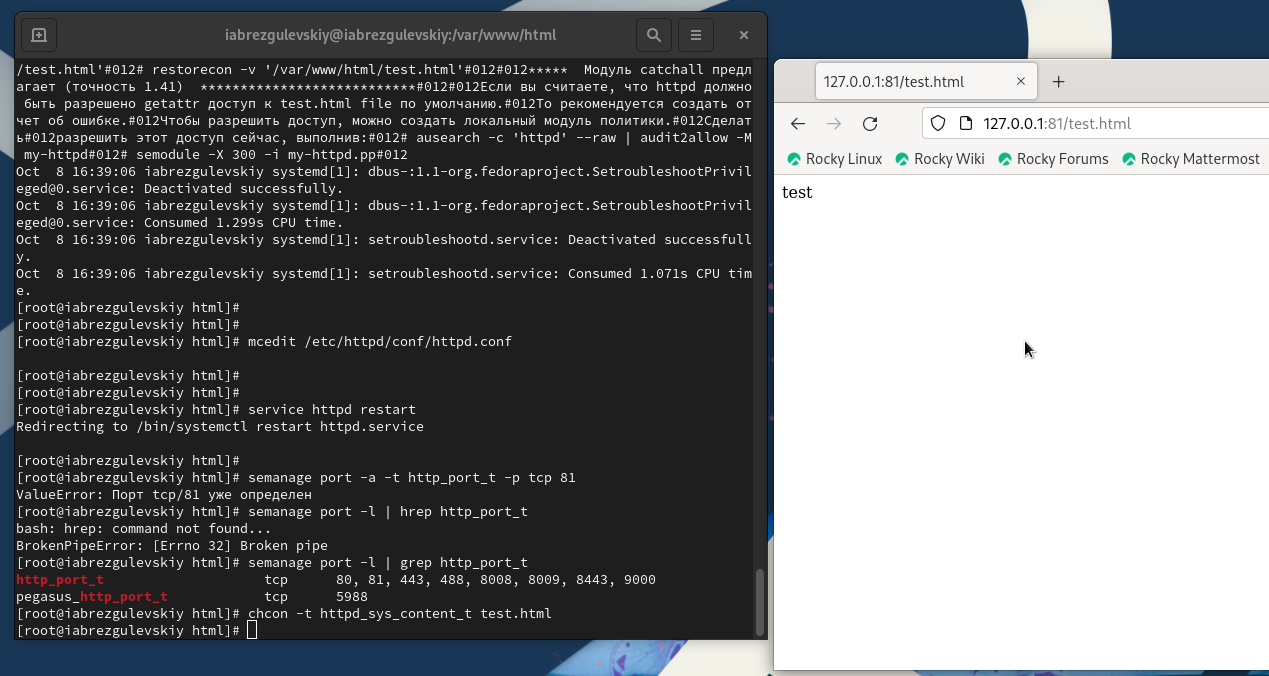 iabrezgulevskiy@iabrezgulevskiy:/var/www/html
/test.html'#012# restorecon -v '/var/www/html/test.html'#012#012*****  Модуль catchall предл
агает (точность 1.41)  ***************************#012#012Если вы считаете, что httpd должно
 быть разрешено getattr доступ к test.html file по умолчанию.#012То рекомендуется создать от
чет об ошибке.#012Чтобы разрешить доступ, можно создать локальный модуль политики.#012Сделат
ь#012разрешить этот доступ сейчас, выполнив:#012# ausearch -c 'httpd' --raw | audit2allow -M
 my-httpd#012# semodule -X 300 -i my-httpd.pp#012
Oct  8 16:39:06 iabrezgulevskiy systemd[1]: dbus-:1.1-org.fedoraproject.SetroubleshootPrivil
eged@0.service: Deactivated successfully.
Oct  8 16:39:06 iabrezgulevskiy systemd[1]: dbus-:1.1-org.fedoraproject.SetroubleshootPrivil
eged@0.service: Consumed 1.299s CPU time.
Oct  8 16:39:06 iabrezgulevskiy systemd[1]: setroubleshootd.service: Deactivated successfull
y.
Oct  8 16:39:06 iabrezgulevskiy systemd[1]: setroubleshootd.service: Consumed 1.071s CPU tim
e.
[root@iabrezgulevskiy html]#
[root@iabrezgulevskiy html]#
[root@iabrezgulevskiy html]# mcedit /etc/httpd/conf/httpd.conf
[root@iabrezgulevskiy html]#
[root@iabrezgulevskiy html]#
[root@iabrezgulevskiy html]# service httpd restart
Redirecting to /bin/systemctl restart httpd.service
[root@iabrezgulevskiy html]#
[root@iabrezgulevskiy html]# semanage port -a -t http_port_t -p tcp 81
ValueError: Порт tcp/81 уже определен
[root@iabrezgulevskiy html]# semanage port -l | hrep http_port_t
bash: hrep: command not found...
BrokenPipeError: [Errno 32] Broken pipe
[root@iabrezgulevskiy html]# semanage port -l | grep http_port_t
http_port_t                    tcp      80, 81, 443, 488, 8008, 8009, 8443, 9000
pegasus_http_port_t            tcp      5988
[root@iabrezgulevskiy html]# chcon -t httpd_sys_content_t test.html
[root@iabrezgulevskiy html]#
127.0.0.1:81/test.html
127.0.0.1:81/test.html
Rocky Linux Rocky Wiki Rocky Forums Rocky Mattermost
test